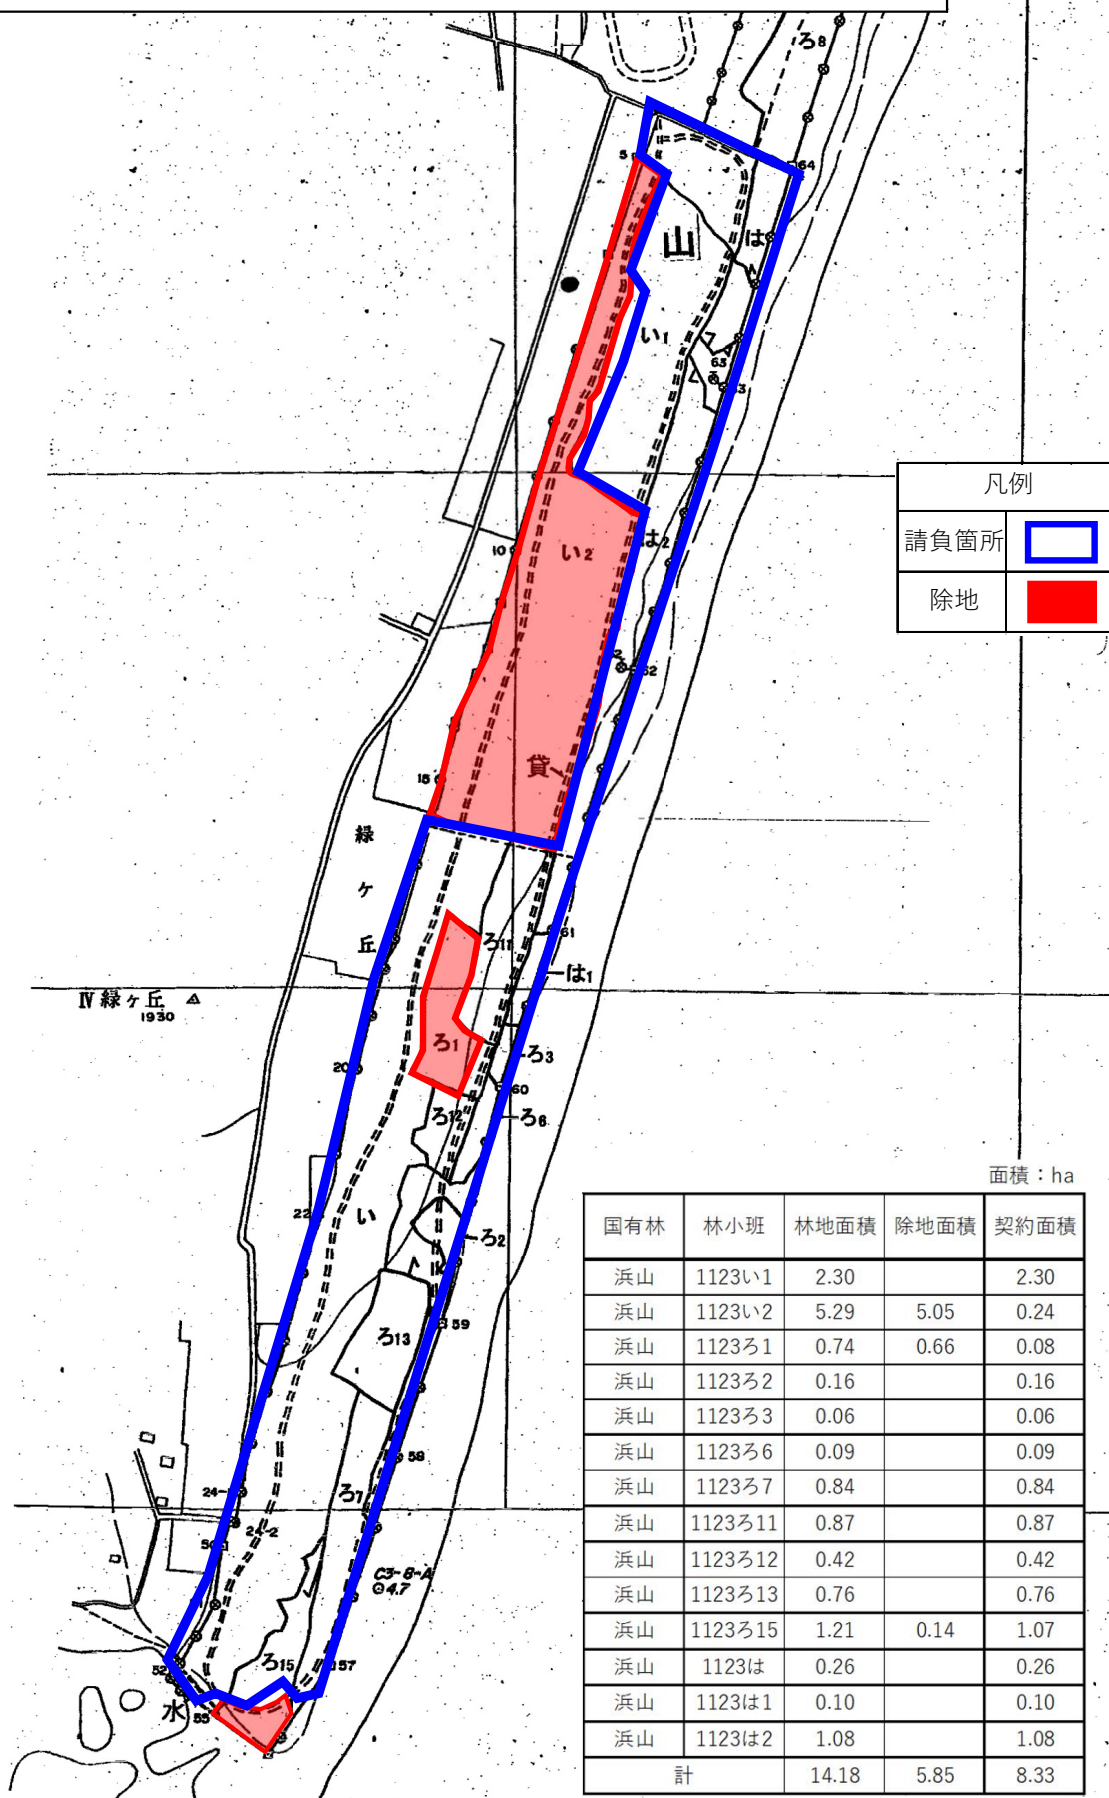 ろ8
5
64
山
は
い1
63
63
凡例
請負箇所
除地
は2
10
い2
62
貸
15
緑ケ丘
ろ11
61
は1
Ⅳ緑ヶ丘
1930
ろ1
ろ3
20
60
ろ12
ろ6
22
い
ろ2
59
ろ13
58
24
ろ7
24-2
50
C3-8-A
4.7
ろ15
57
52
水
55
面積：ha
国有林 林小班 林地面積 除地面積 契約面積
浜山 1123い1 2.30 2.30
浜山 1123い2 5.29 5.05 0.24
浜山 1123ろ1 0.74 0.66 0.08
浜山 1123ろ2 0.16 0.16
浜山 1123ろ3 0.06 0.06
浜山 1123ろ6 0.09 0.09
浜山 1123ろ7 0.84 0.84
浜山 1123ろ11 0.87 0.87
浜山 1123ろ12 0.42 0.42
浜山 1123ろ13 0.76 0.76
浜山 1123ろ15 1.21 0.14 1.07
浜山 1123は 0.26 0.26
浜山 1123は1 0.10 0.10
浜山 1123は2 1.08 1.08
計 14.18 5.85 8.33